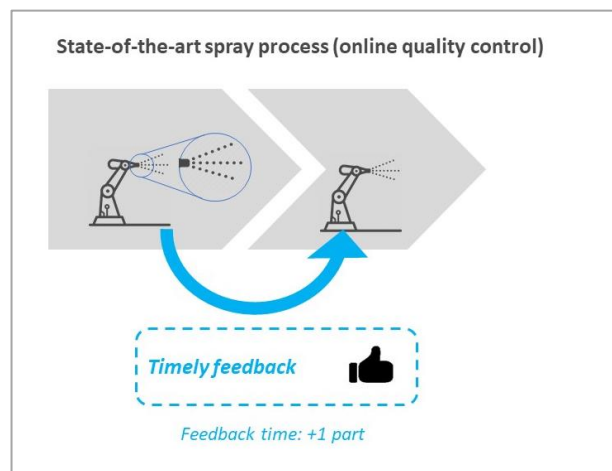 State-of-the-art spray process (online quality control)
Timely feedback
Feedback time: +1 part